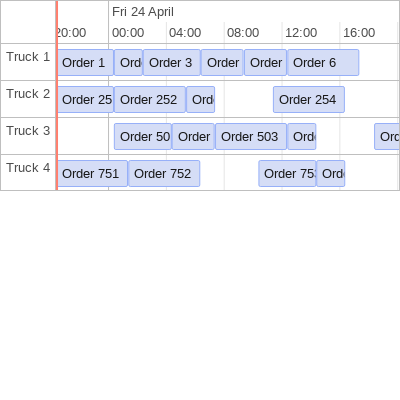 Fri 24 April
20:00 00:00 04:00 08:00 12:00 16:00
Truck 1 Order 1 Ord Order 3 Order Order Order 6
Truck 2 Order 25 Order 252 Ord Order 254
Truck 3 Order 50 Order Order 503 Ord Ord
Truck 4 Order 751 Order 752 Order 753 Ord